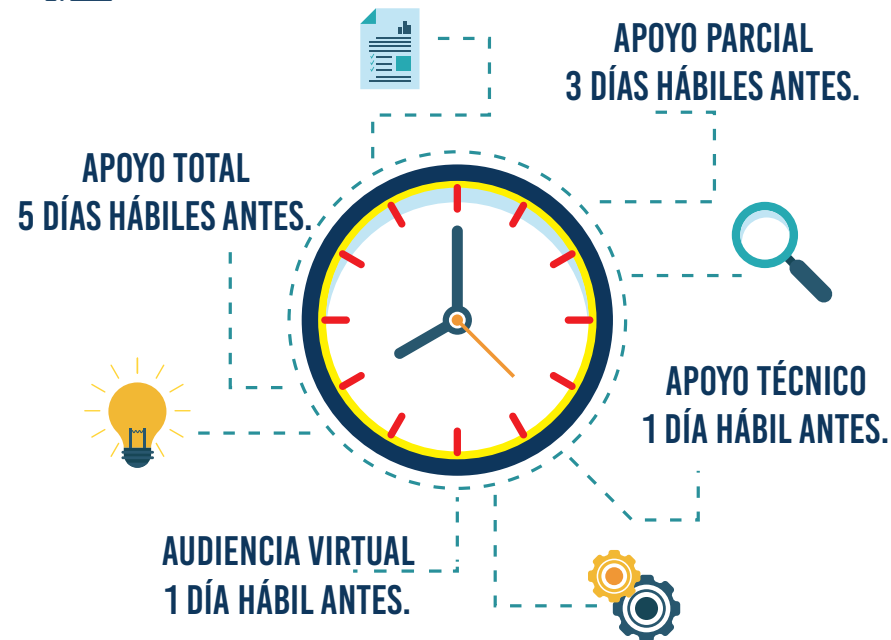 APOYO PARCIAL
3 DÍAS HÁBILES ANTES.
APOYO TOTAL
5 DÍAS HÁBILES ANTES.
APOYO TÉCNICO
1 DÍA HÁBIL ANTES.
AUDIENCIA VIRTUAL
1 DÍA HÁBIL ANTES.